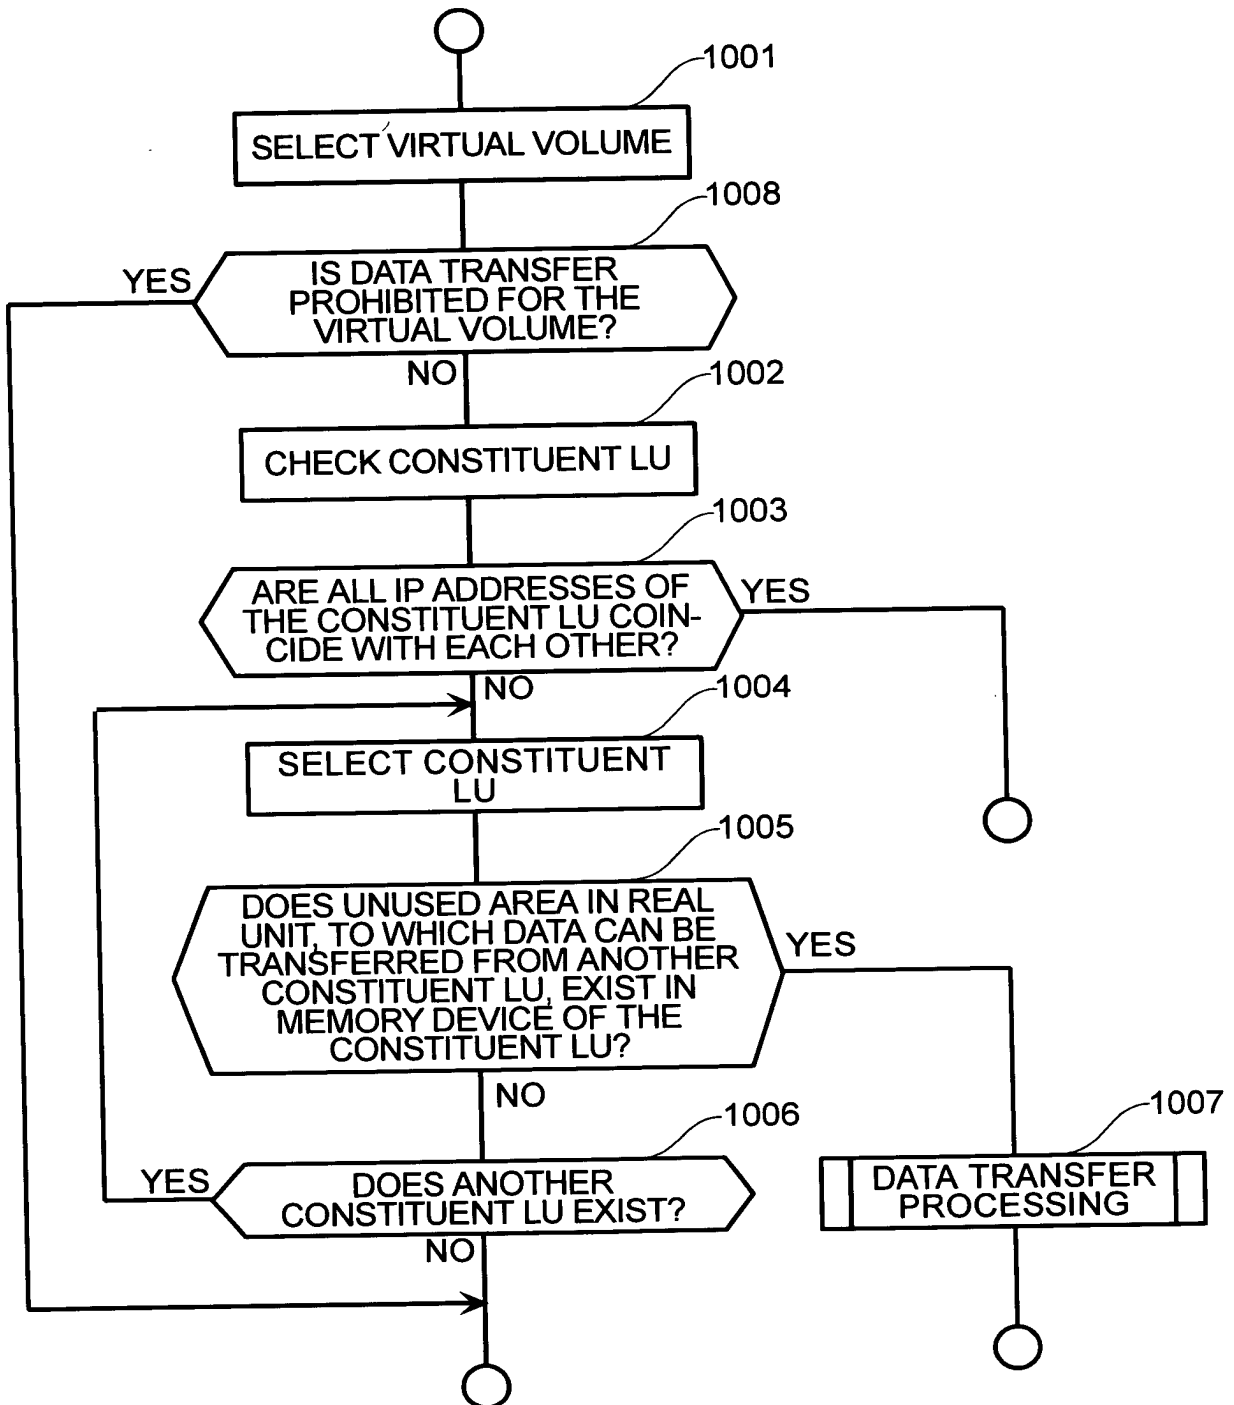 1001
SELECT VIRTUAL VOLUME
1008
YES
IS DATA TRANSFER
PROHIBITED FOR THE
VIRTUAL VOLUME?
NO
1002
CHECK CONSTITUENT LU
1003
ARE ALL IP ADDRESSES OF
THE CONSTITUENT LU COIN-
CIDE WITH EACH OTHER?
YES
NO
1004
SELECT CONSTITUENT
LU
1005
DOES UNUSED AREA IN REAL
UNIT, TO WHICH DATA CAN BE
TRANSFERRED FROM ANOTHER
CONSTITUENT LU, EXIST IN
MEMORY DEVICE OF THE
CONSTITUENT LU?
YES
NO
1006
YES
DOES ANOTHER
CONSTITUENT LU EXIST?
NO
1007
DATA TRANSFER
PROCESSING